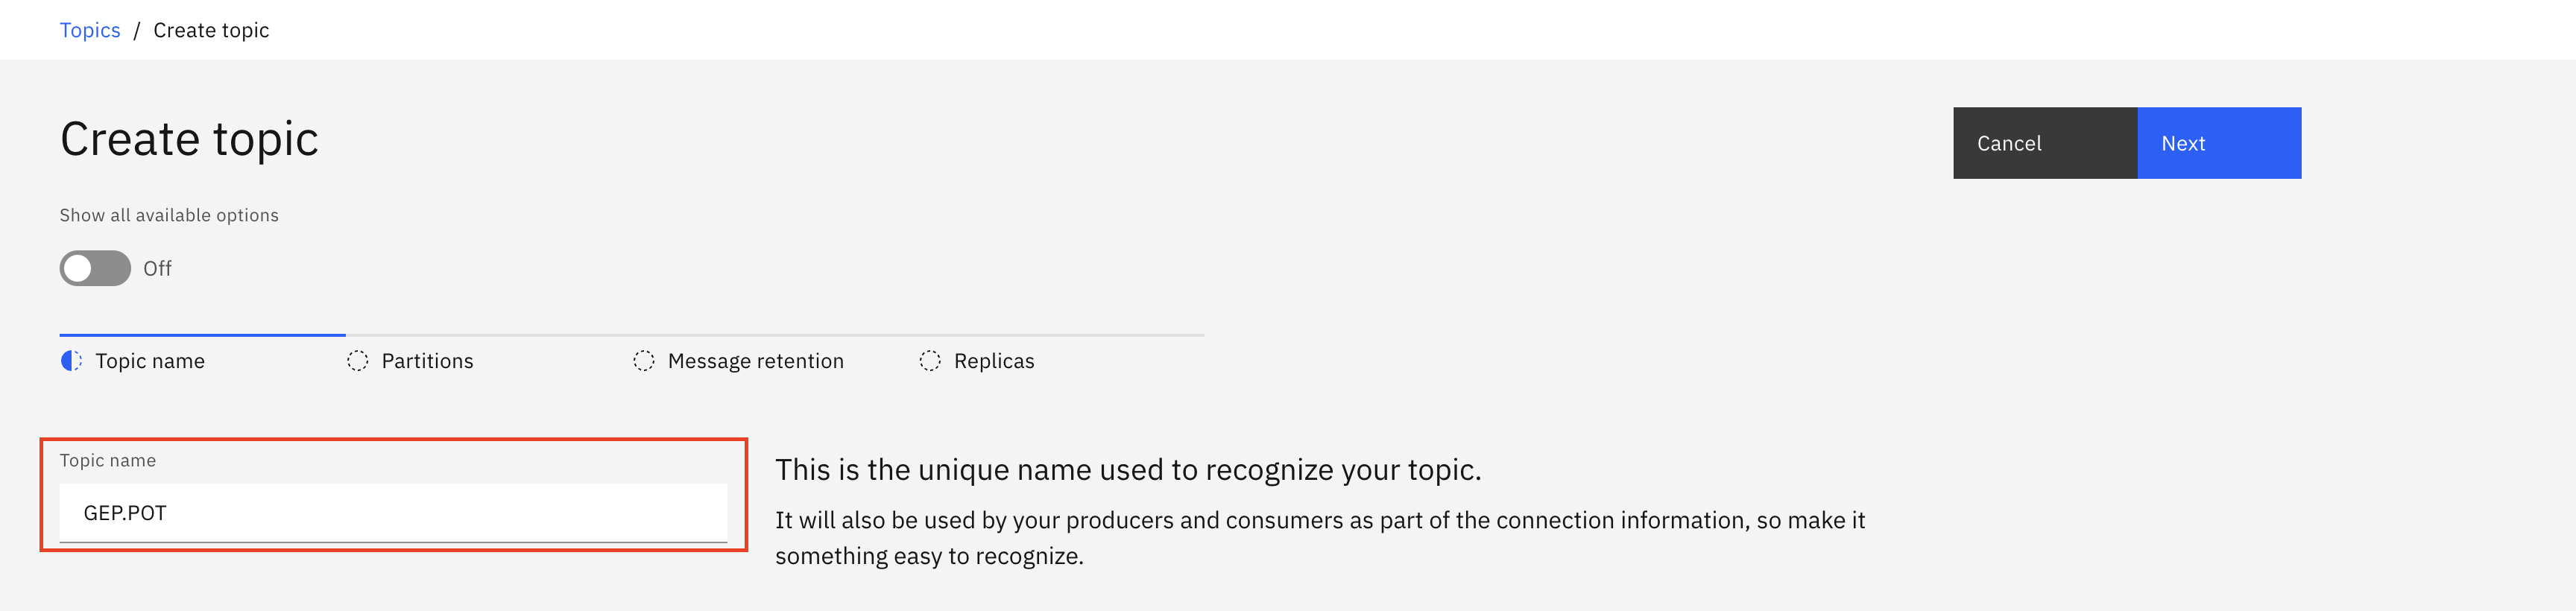 Topics / Create topic
Create topic
Cancel
Next
Show all available options
Off
Topic name
Partitions
Message retention
Replicas
Topic name
GEP.POT
This is the unique name used to recognize your topic.
It will also be used by your producers and consumers as part of the connection information, so make it
something easy to recognize.